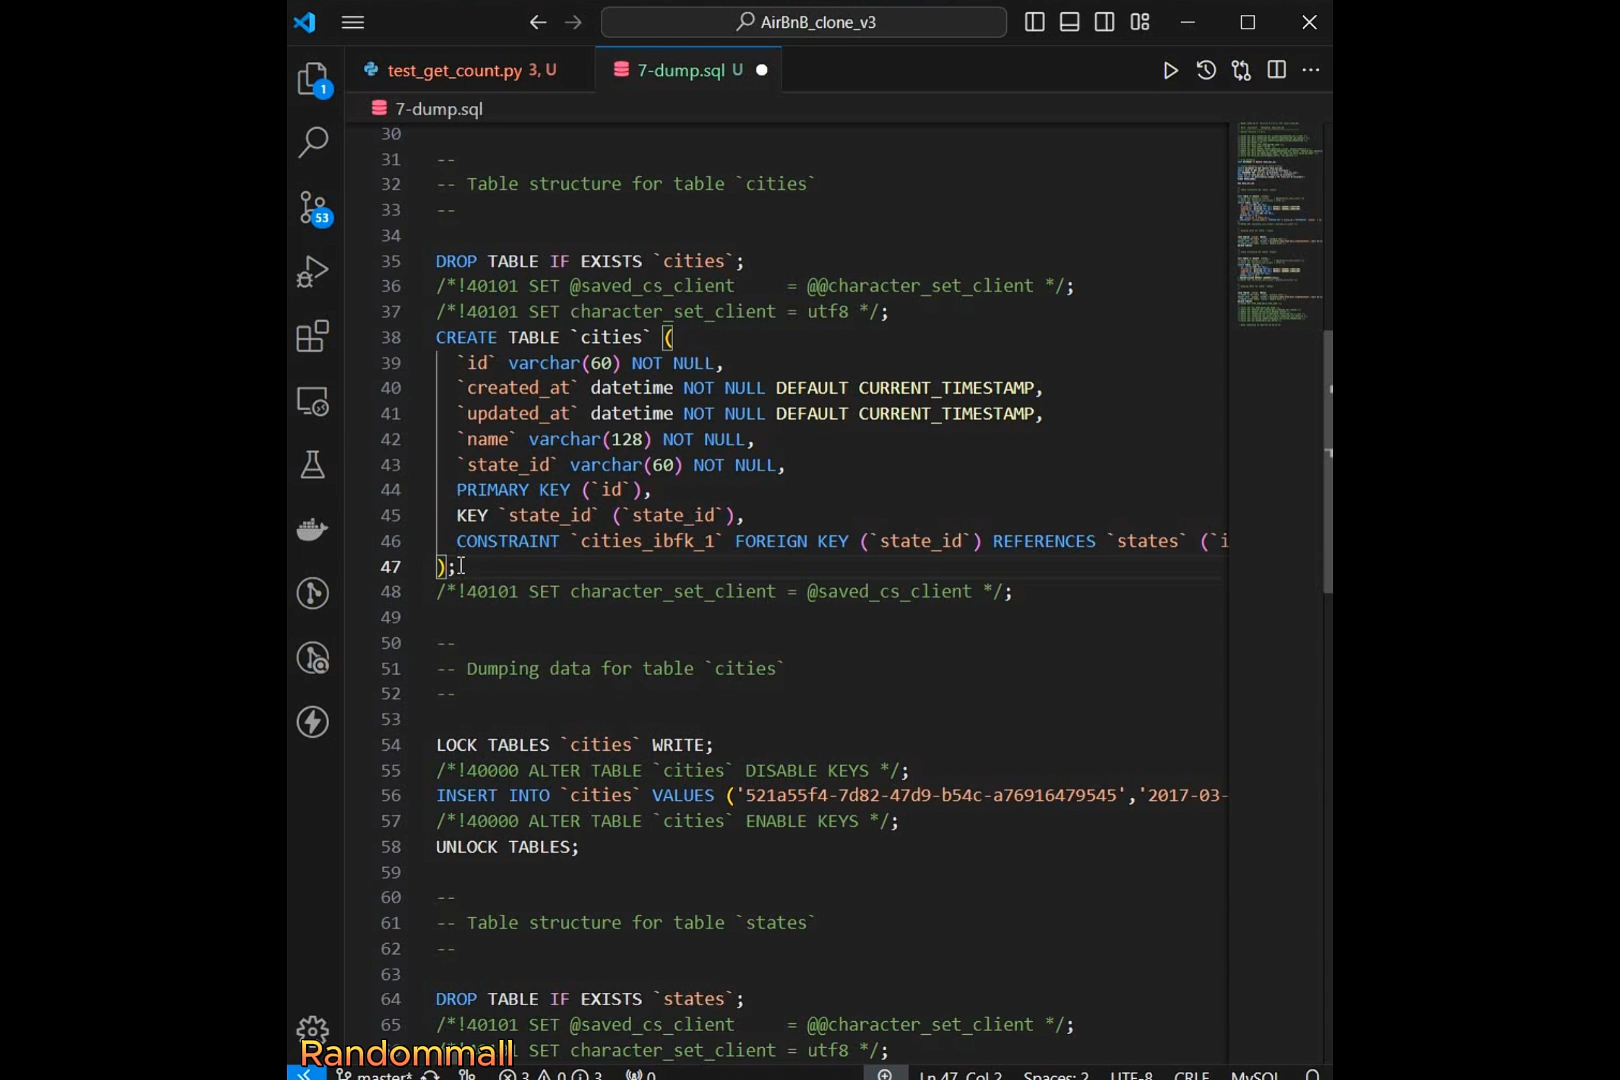 AirBnB_clone_v3
test_get_count.py 3, U
7-dump.sql U
1
7-dump.sql
30
31 --
32 -- Table structure for table `cities`
33 --
34
35 DROP TABLE IF EXISTS `cities`;
36 /*!40101 SET @saved_cs_client     = @@character_set_client */;
37 /*!40101 SET character_set_client = utf8 */;
38 CREATE TABLE `cities` (
39 `id` varchar(60) NOT NULL,
40 `created_at` datetime NOT NULL DEFAULT CURRENT_TIMESTAMP,
41 `updated_at` datetime NOT NULL DEFAULT CURRENT_TIMESTAMP,
42 `name` varchar(128) NOT NULL,
43 `state_id` varchar(60) NOT NULL,
44 PRIMARY KEY (`id`),
45 KEY `state_id` (`state_id`),
46 CONSTRAINT `cities_ibfk_1` FOREIGN KEY (`state_id`) REFERENCES `states` (`i
47 );
48 /*!40101 SET character_set_client = @saved_cs_client */;
49
50 --
51 -- Dumping data for table `cities`
52 --
53
54 LOCK TABLES `cities` WRITE;
55 /*!40000 ALTER TABLE `cities` DISABLE KEYS */;
56 INSERT INTO `cities` VALUES ('521a55f4-7d82-47d9-b54c-a76916479545','2017-03-
57 /*!40000 ALTER TABLE `cities` ENABLE KEYS */;
58 UNLOCK TABLES;
59
60 --
61 -- Table structure for table `states`
62 --
63
64 DROP TABLE IF EXISTS `states`;
65 /*!40101 SET @saved_cs_client     = @@character_set_client */;
/*!40101 SET character_set_client = utf8 */;
53
Randommall
master* 3 0 3 0 Ln 47, Col 2 Spaces: 2 UTF-8 CRLF MySQL